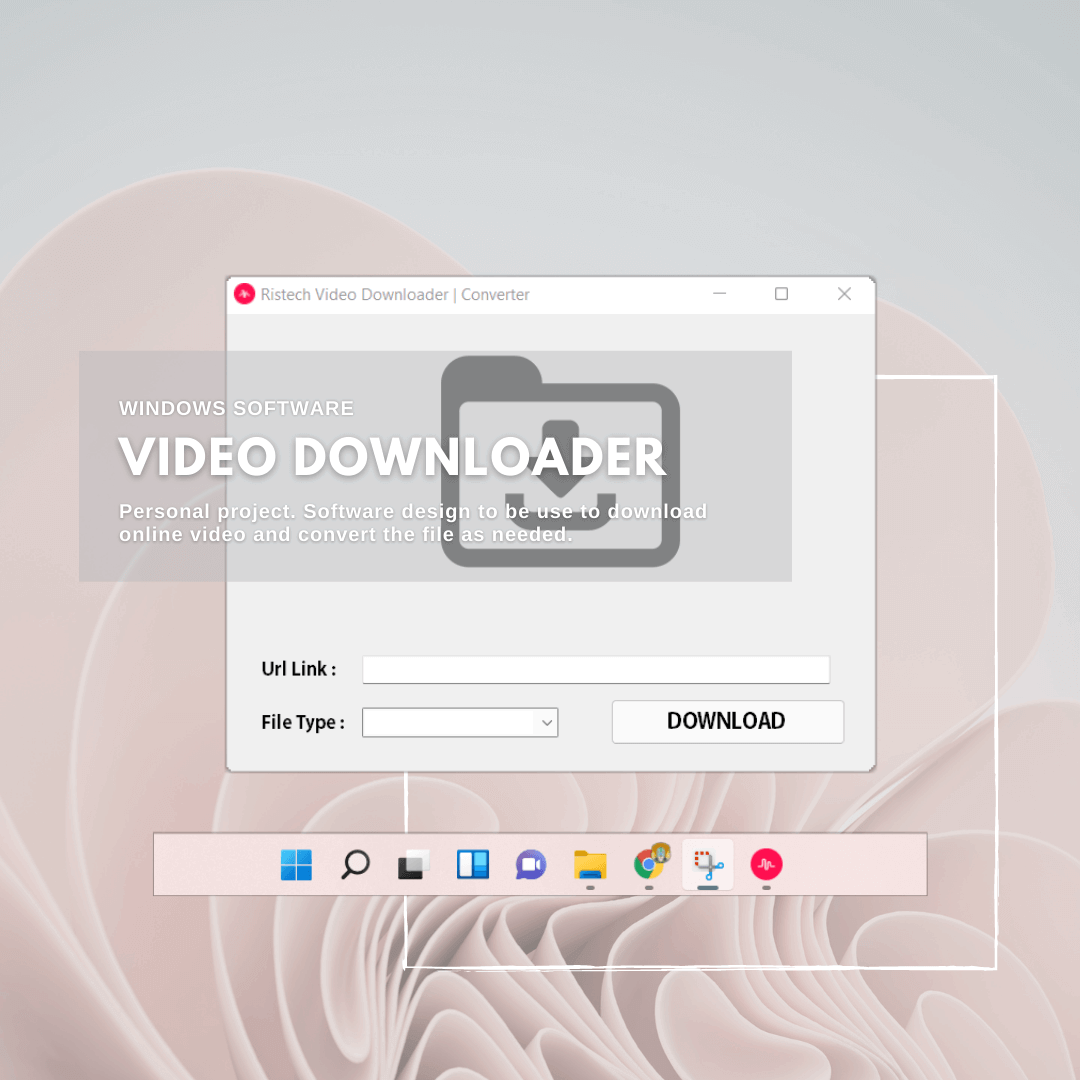 Ristech Video Downloader | Converter
WINDOWS SOFTWARE
VIDEO DOWNLOADER
Personal project. Software design to be use to download
online video and convert the file as needed.
Url Link :
File Type :
DOWNLOAD